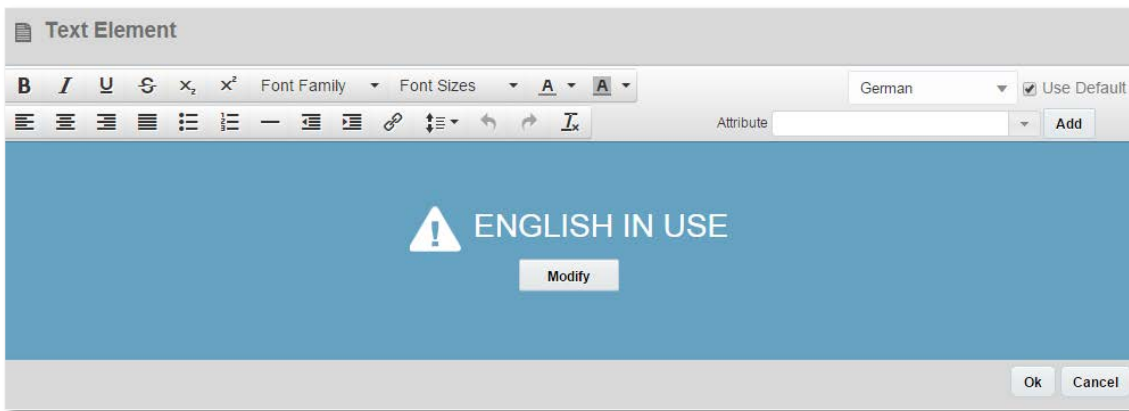 Text Element
B I U S x₂ x² Font Family Font Sizes A A German Use Default
Attribute Add
ENGLISH IN USE
Modify
Ok Cancel